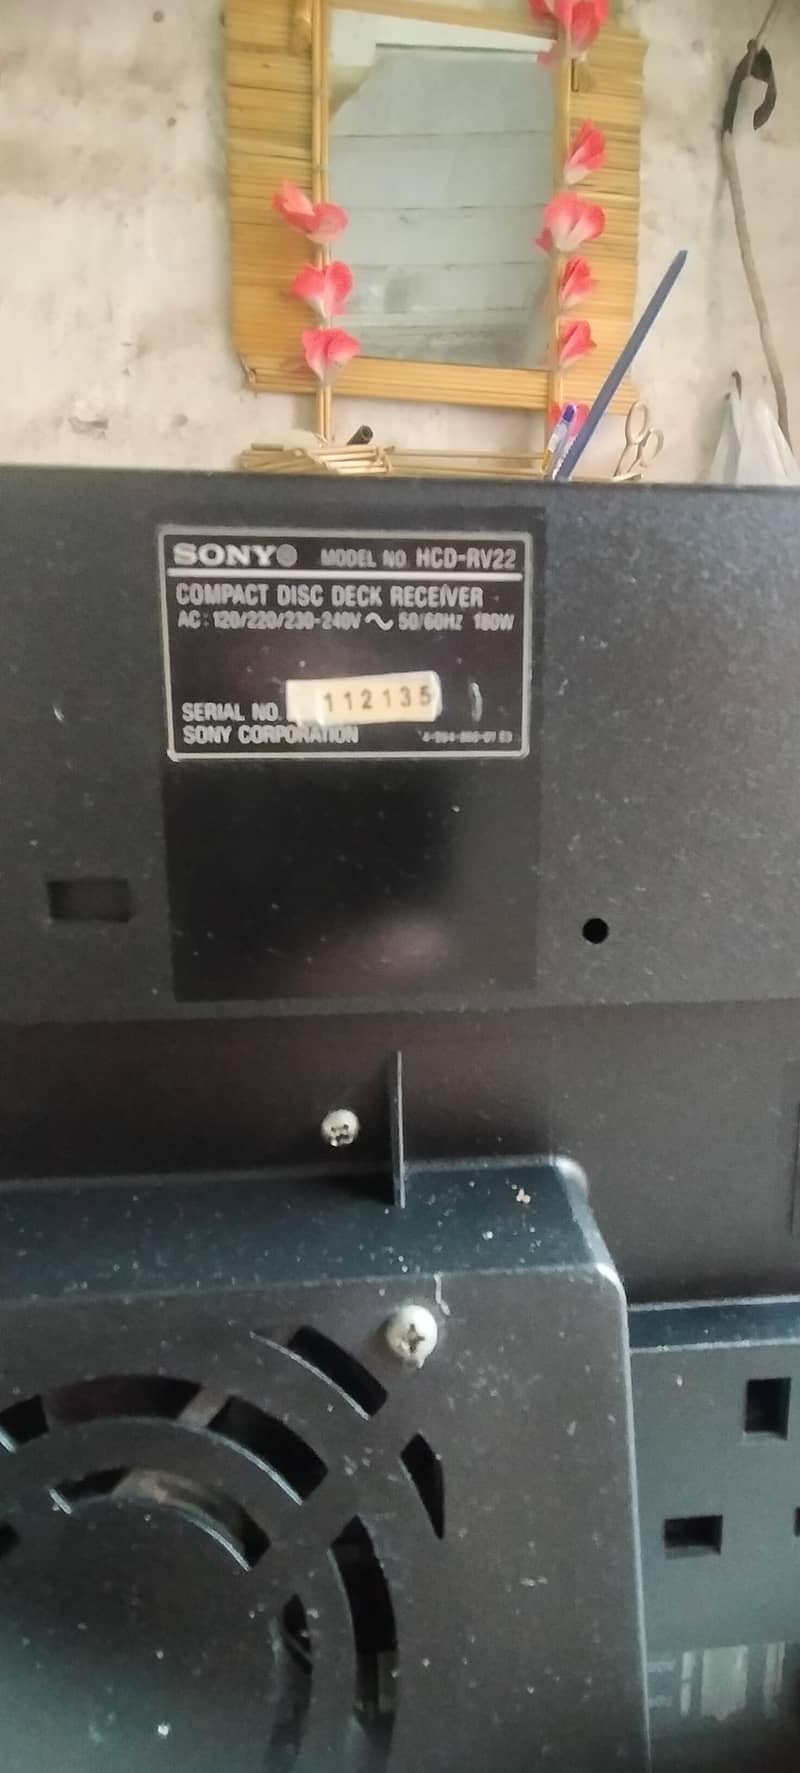 SONY MODEL NO. HCD-RV22
COMPACT DISC DECK RECEIVER
AC: 120/220/230-240V ~ 50/60HZ 180W
SERIAL NO. 112135
SONY CORPORATION